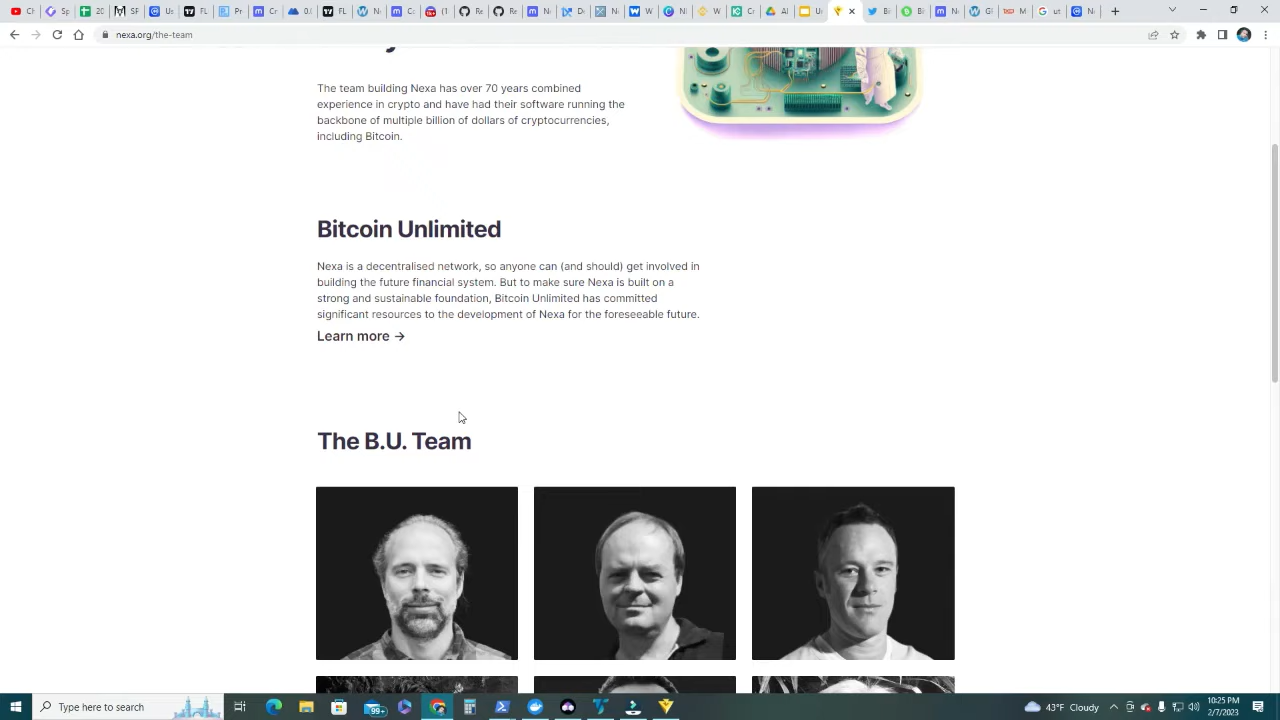 nexa.org/the-team
The team building Nexa has over 70 years combined
experience in crypto and have had their software running the
backbone of multiple billion of dollars of cryptocurrencies,
including Bitcoin.
Bitcoin Unlimited
Nexa is a decentralised network, so anyone can (and should) get involved in
building the future financial system. But to make sure Nexa is built on a
strong and sustainable foundation, Bitcoin Unlimited has committed
significant resources to the development of Nexa for the foreseeable future.
Learn more →
The B.U. Team
Type here to search
99+
43°F Cloudy
10:25 PM
2/7/2023